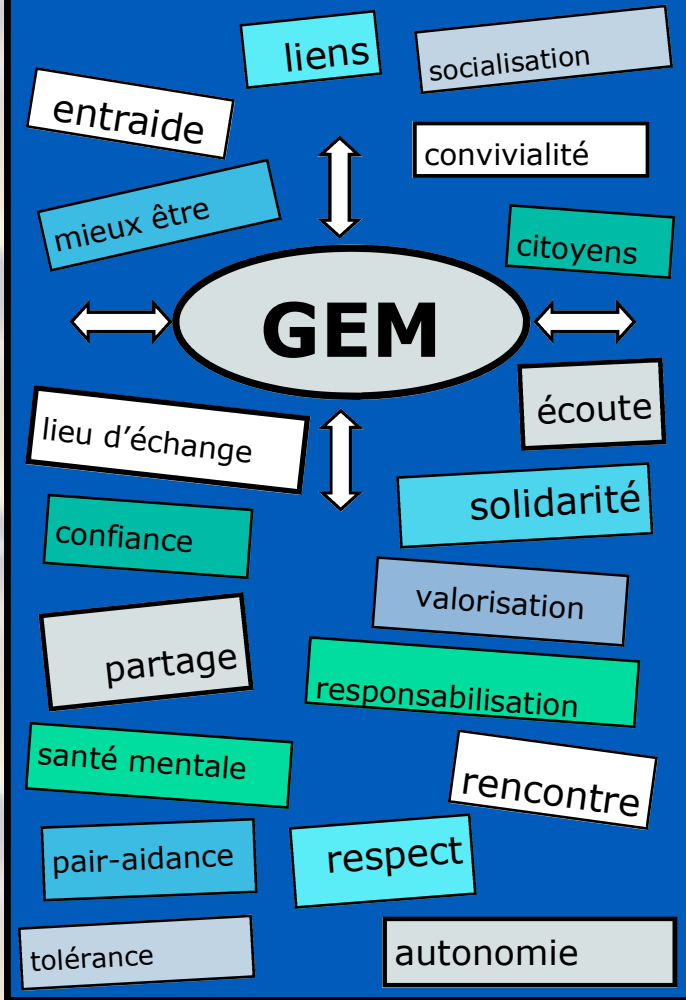 liens
socialisation
entraide
convivialité
mieux être
citoyens
GEM
écoute
lieu d’échange
solidarité
confiance
valorisation
partage
responsabilisation
santé mentale
rencontre
pair-aidance
respect
tolérance
autonomie